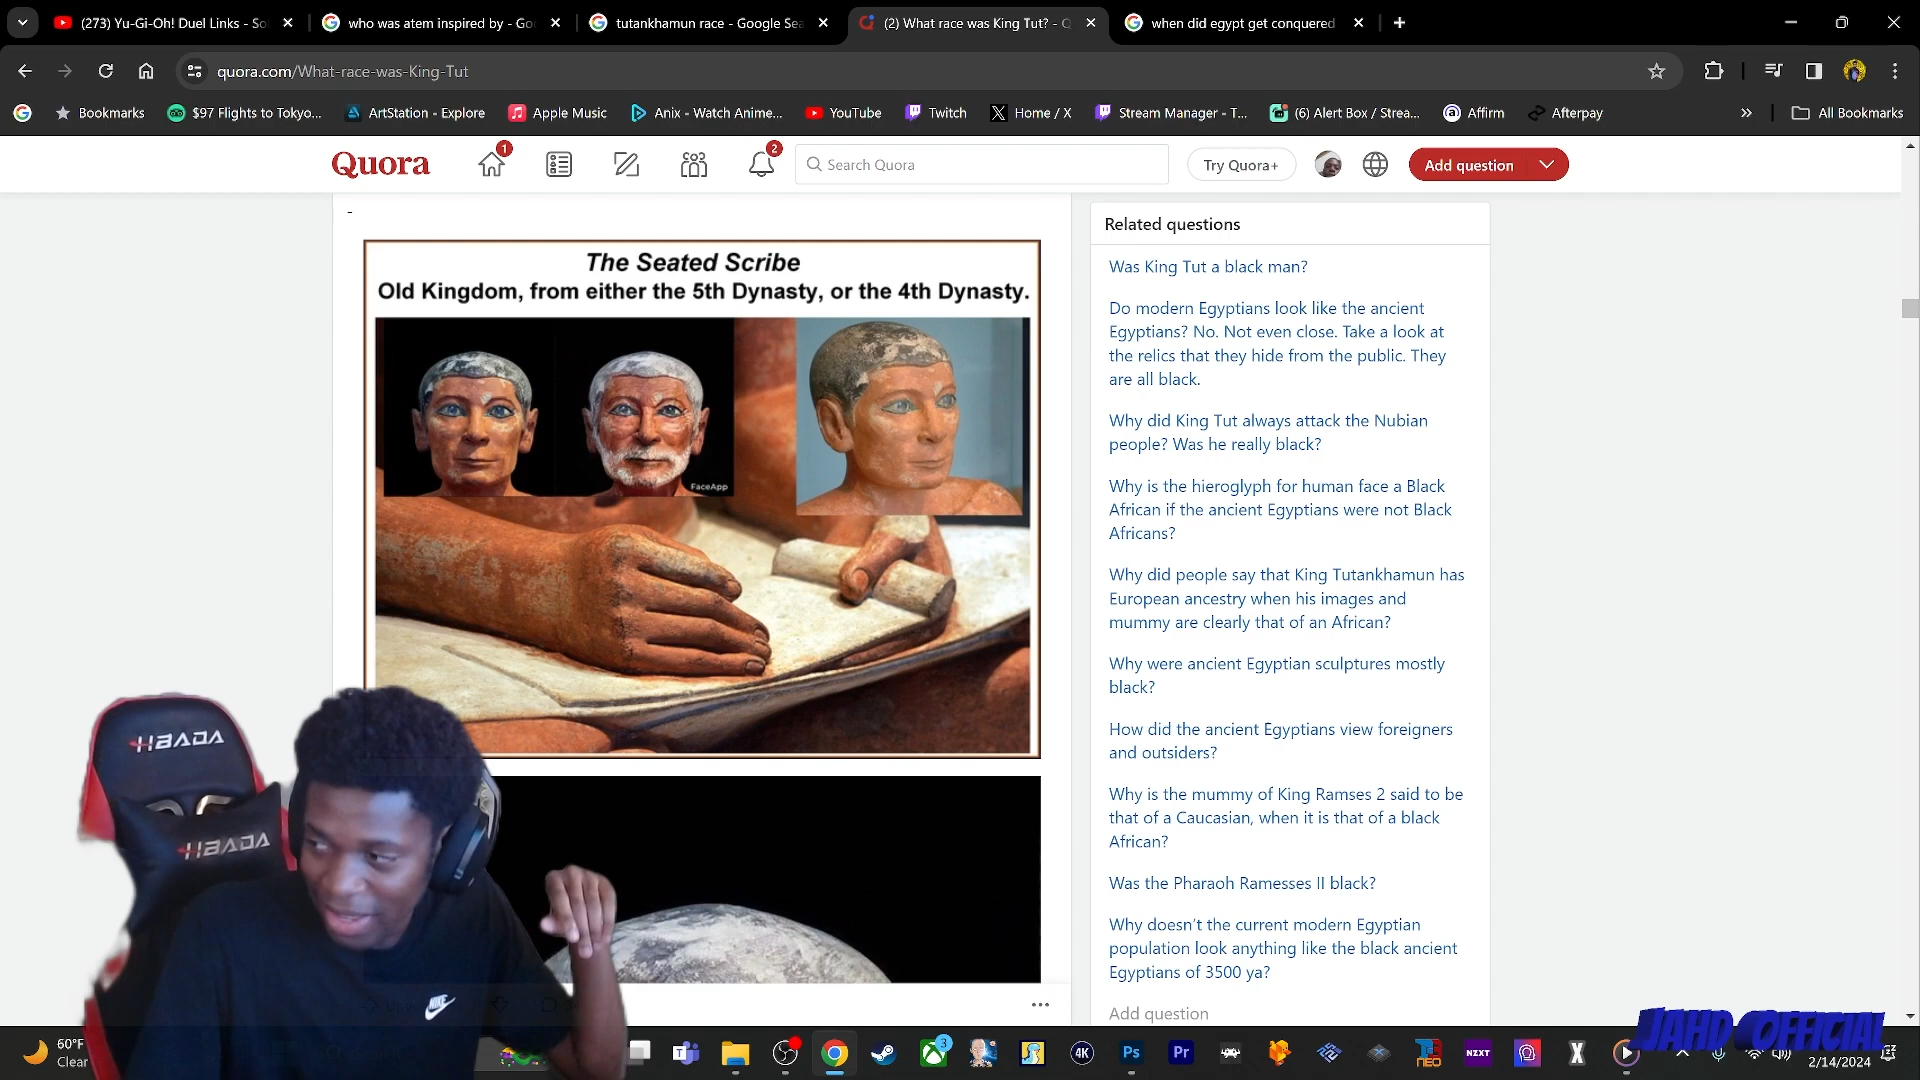 (273) Yu-Gi-Oh! Duel Links - So
who was atem inspired by - Goo
tutankhamun race - Google Sea
(2) What race was King Tut? - Q
when did egypt get conquered
quora.com/What-race-was-King-Tut
Bookmarks
$97 Flights to Tokyo...
ArtStation - Explore
Apple Music
Anix - Watch Anime...
YouTube
Twitch
Home / X
Stream Manager - T...
(6) Alert Box / Strea...
Affirm
Afterpay
All Bookmarks
Quora
1
2
Search Quora
Try Quora+
Add question
-
The Seated Scribe
Old Kingdom, from either the 5th Dynasty, or the 4th Dynasty.
FaceApp
Related questions
Was King Tut a black man?
Do modern Egyptians look like the ancient
Egyptians? No. Not even close. Take a look at
the relics that they hide from the public. They
are all black.
Why did King Tut always attack the Nubian
people? Was he really black?
Why is the hieroglyph for human face a Black
African if the ancient Egyptians were not Black
Africans?
Why did people say that King Tutankhamun has
European ancestry when his images and
mummy are clearly that of an African?
Why were ancient Egyptian sculptures mostly
black?
How did the ancient Egyptians view foreigners
and outsiders?
Why is the mummy of King Ramses 2 said to be
that of a Caucasian, when it is that of a black
African?
Was the Pharaoh Ramesses II black?
Why doesn't the current modern Egyptian
population look anything like the black ancient
Egyptians of 3500 ya?
Add question
HBADA
HBADA
NIKE
JAHD OFFICIAL
60°F
Clear
3
4K
Ps
Pr
NEO
NZXT
2/14/2024